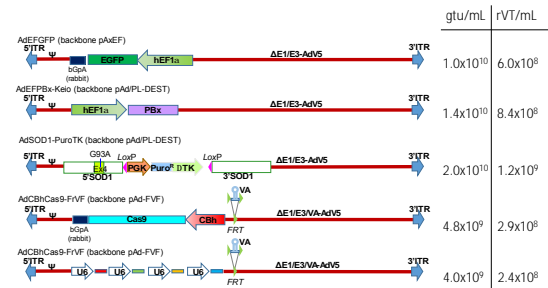 gtu/mL rVT/mL
AdEFGFP (backbone pAxEF)
5'ITR Ψ EGFP hEF1a ΔE1/E3-AdV5 3'ITR
bGpA
(rabbit)
1.0x10¹⁰ 6.0x10⁸
AdEFPBx-Keio (backbone pAd/PL-DEST)
5'ITR Ψ hEF1a PBx ΔE1/E3-AdV5 3'ITR
1.4x10¹⁰ 8.4x10⁸
AdSOD1-PuroTK (backbone pAd/PL-DEST)
5'ITR Ψ G93A LoxP LoxP ΔE1/E3-AdV5 3'ITR
Ex4 PGK Puroᴿ DTK
5'SOD1 3'SOD1
2.0x10¹⁰ 1.2x10⁹
AdCBhCas9-FrVF (backbone pAd-FVF)
VA
5'ITR Ψ Cas9 CBh ΔE1/E3/VA-AdV5 3'ITR
bGpA
(rabbit)
FRT
4.8x10⁹ 2.9x10⁸
AdCBhCas9-FrVF (backbone pAd-FVF)
VA
5'ITR Ψ U6 U6 U6 U6 ΔE1/E3/VA-AdV5 3'ITR
FRT
4.0x10⁹ 2.4x10⁸